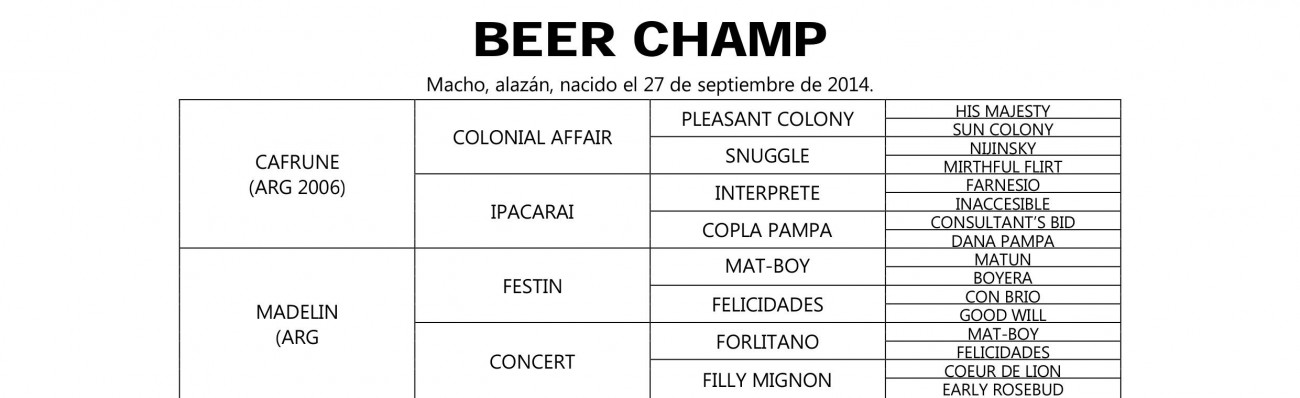 BEER CHAMP
Macho, alazán, nacido el 27 de septiembre de 2014.
CAFRUNE
(ARG 2006)
COLONIAL AFFAIR
PLEASANT COLONY
HIS MAJESTY
SUN COLONY
SNUGGLE
NIJINSKY
MIRTHFUL FLIRT
IPACARAI
INTERPRETE
FARNESIO
INACCESIBLE
COPLA PAMPA
CONSULTANT'S BID
DANA PAMPA
MADELIN
(ARG
FESTIN
MAT-BOY
MATUN
BOYERA
FELICIDADES
CON BRIO
GOOD WILL
CONCERT
FORLITANO
MAT-BOY
FELICIDADES
FILLY MIGNON
COEUR DE LION
EARLY ROSEBUD